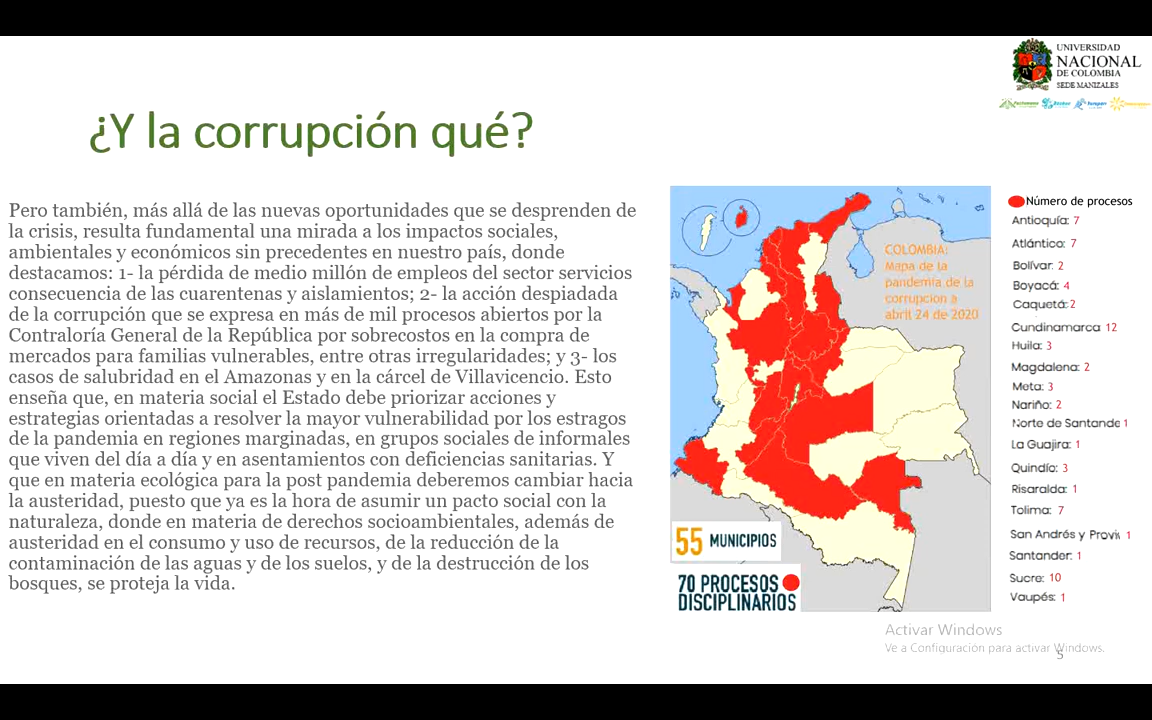 UNIVERSIDAD
NACIONAL
DE COLOMBIA
SEDE MANIZALES
¿Y la corrupción qué?
Pero también, más allá de las nuevas oportunidades que se desprenden de
la crisis, resulta fundamental una mirada a los impactos sociales,
ambientales y económicos sin precedentes en nuestro país, donde
destacamos: 1- la pérdida de medio millón de empleos del sector servicios
consecuencia de las cuarentenas y aislamientos; 2- la acción despiadada
de la corrupción que se expresa en más de mil procesos abiertos por la
Contraloría General de la República por sobrecostos en la compra de
mercados para familias vulnerables, entre otras irregularidades; y 3- los
casos de salubridad en el Amazonas y en la cárcel de Villavicencio. Esto
enseña que, en materia social el Estado debe priorizar acciones y
estrategias orientadas a resolver la mayor vulnerabilidad por los estragos
de la pandemia en regiones marginadas, en grupos sociales de informales
que viven del día a día y en asentamientos con deficiencias sanitarias. Y
que en materia ecológica para la post pandemia deberemos cambiar hacia
la austeridad, puesto que ya es la hora de asumir un pacto social con la
naturaleza, donde en materia de derechos socioambientales, además de
austeridad en el consumo y uso de recursos, de la reducción de la
contaminación de las aguas y de los suelos, y de la destrucción de los
bosques, se proteja la vida.
COLOMBIA:
Mapa de la
pandemia de la
corrupcion a
abril 24 de 2020
55 MUNICIPIOS
70 PROCESOS
DISCIPLINARIOS
Número de procesos
Antioquia: 7
Atlántico: 7
Bolívar: 2
Boyacá: 4
Caquetá: 2
Cundinamarca 12
Huila: 3
Magdalena: 2
Meta: 3
Nariño: 2
Norte de Santande 1
La Guajira: 1
Quindío: 3
Risaralda: 1
Tolima: 7
San Andrés y Provi 1
Santander: 1
Sucre: 10
Vaupés: 1
Activar Windows
Ve a Configuración para activar Windows.
5